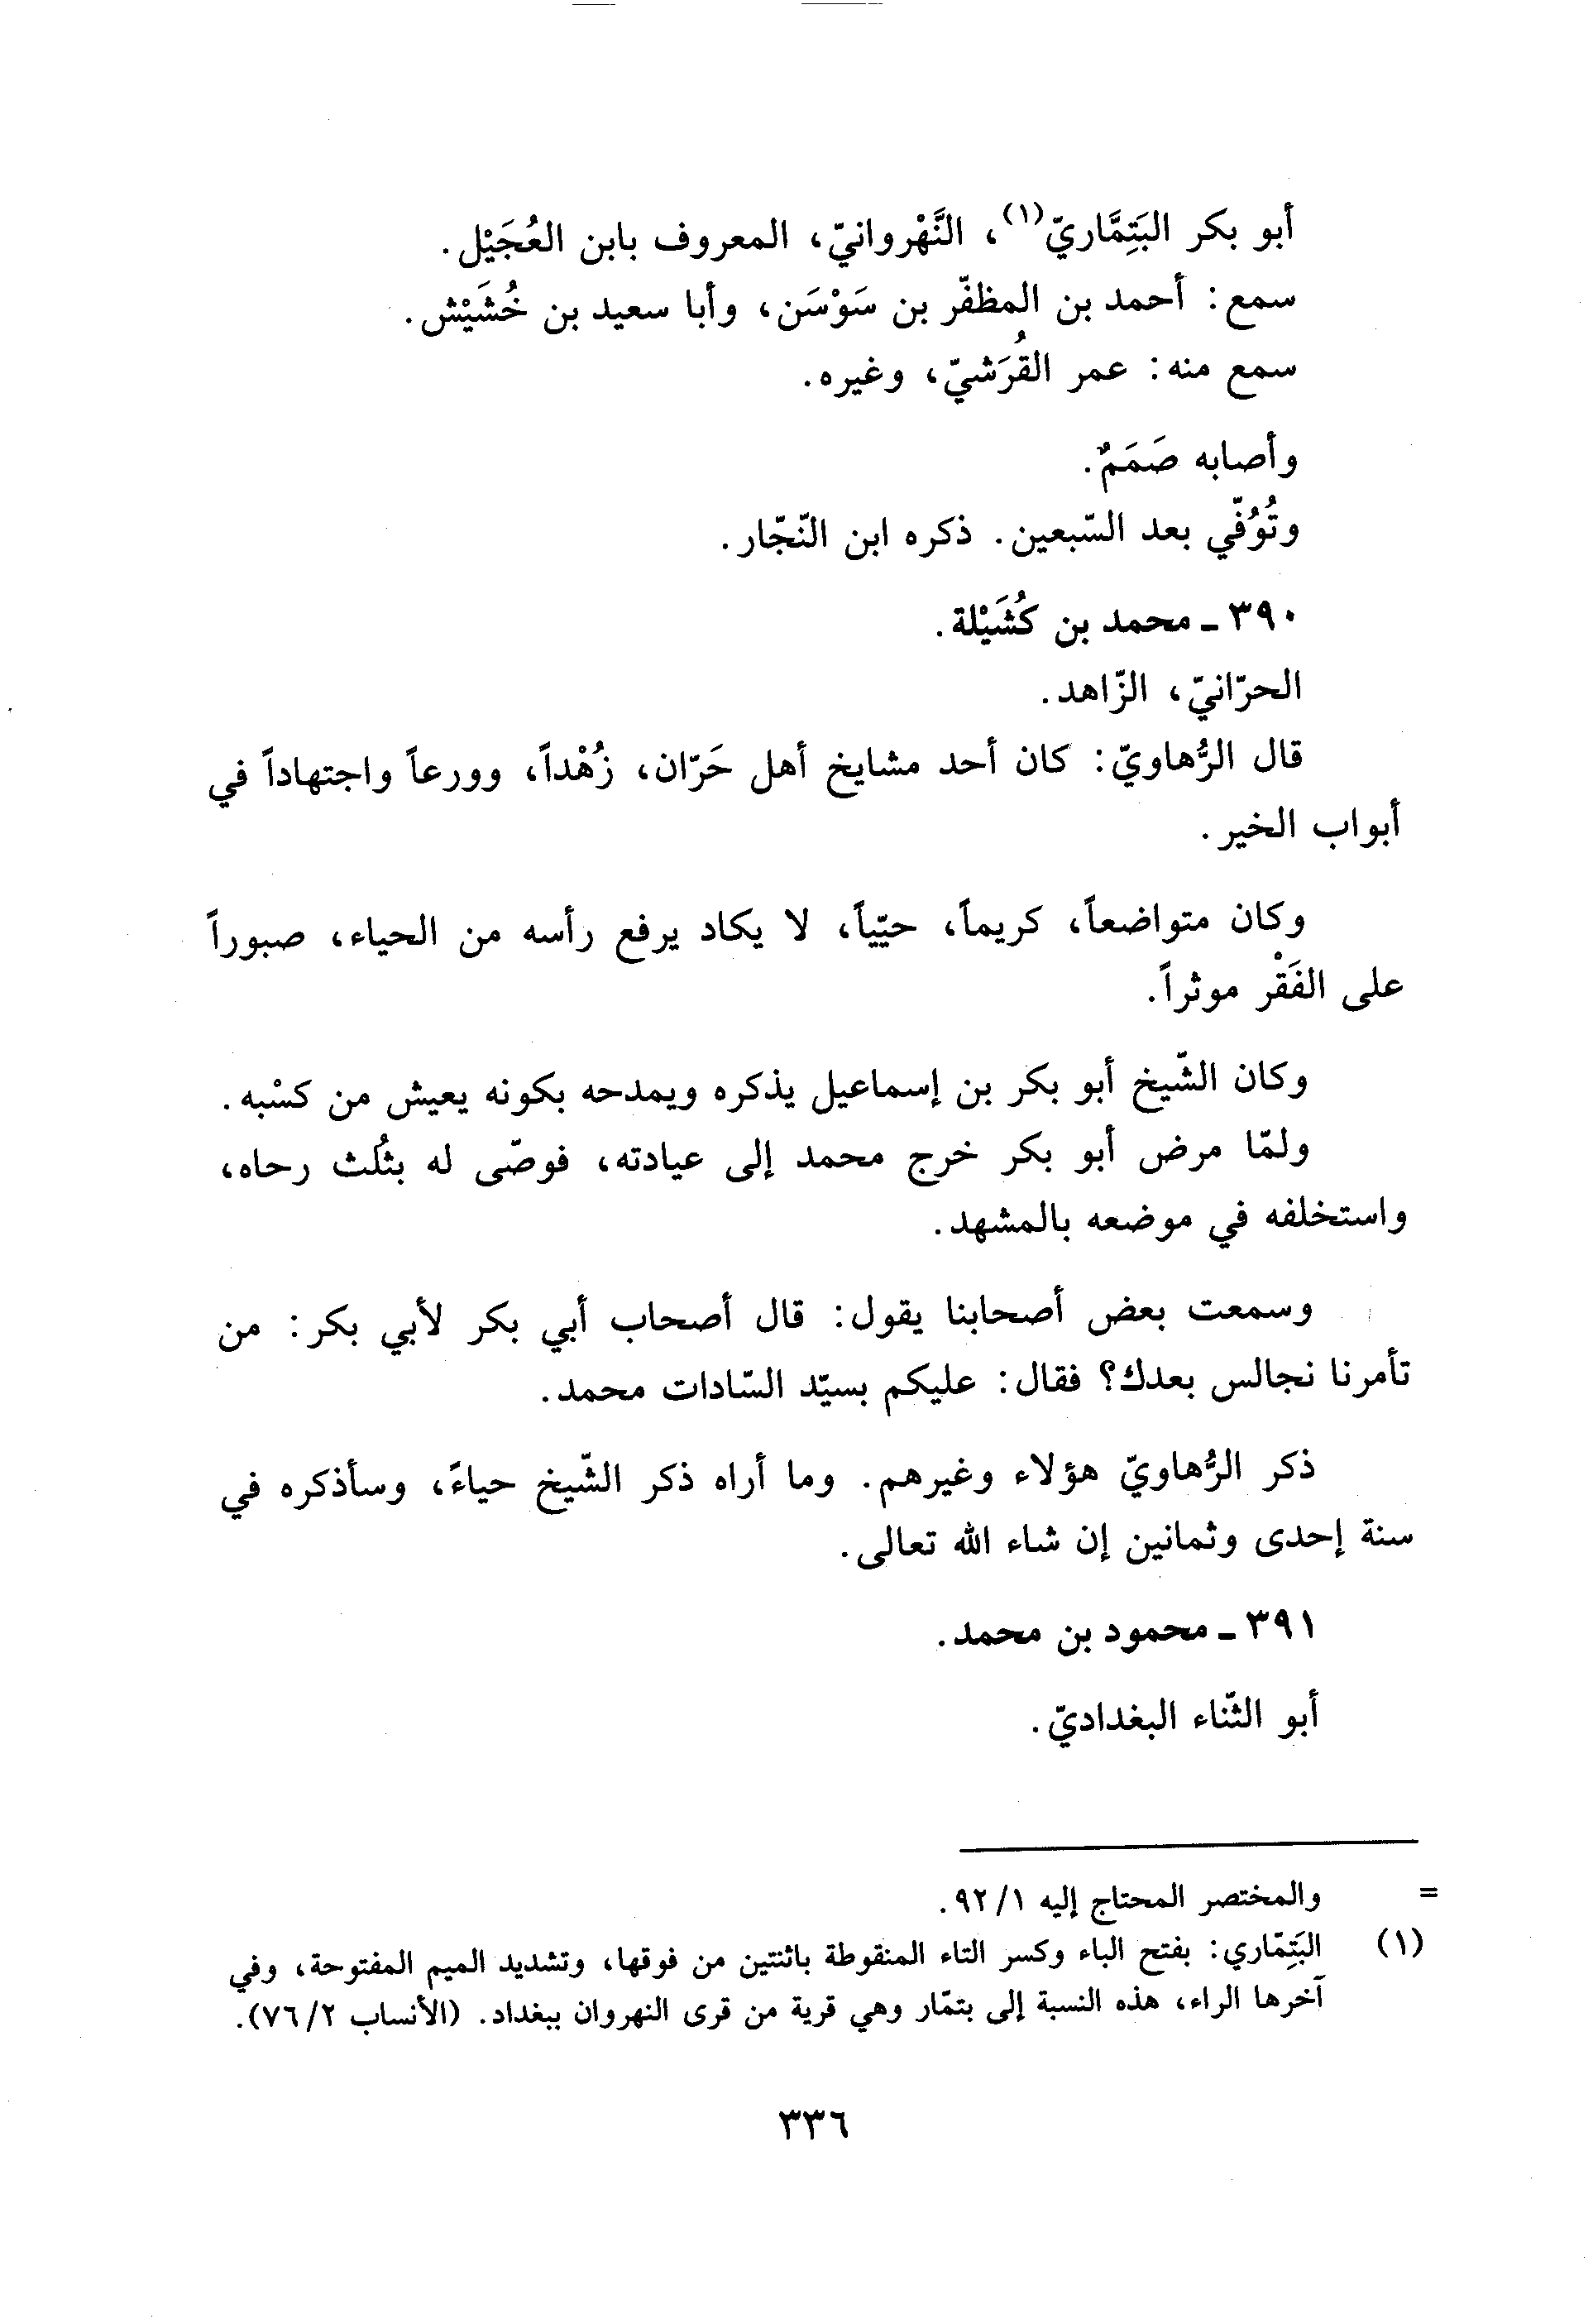 أبو بكر البَتِمَّاريّ(١)، النَّهْروانيّ، المعروف بابن العُجَيْل.
سمع: أحمد بن المظفّر بن سَوْسَن، وأبا سعيد بن خُشَيْش.
سمع منه: عمر القُرَشيّ، وغيره.
وأصابه صَمَمٌ.
وتُوُفّي بعد السّبعين. ذكره ابن النّجّار.
٣٩٠ ـ محمد بن كُشَيْلة.
الحرّانيّ، الزّاهد.
قال الرُّهاويّ: كان أحد مشايخ أهل حَرّان، زُهْداً، وورعاً واجتهاداً في
أبواب الخير.
وكان متواضعاً، كريماً، حيّياً، لا يكاد يرفع رأسه من الحياء، صبوراً
على الفَقْر موثراً.
وكان الشّيخ أبو بكر بن إسماعيل يذكره ويمدحه بكونه يعيش من كسْبه.
ولمّا مرض أبو بكر خرج محمد إلى عيادته، فوصّى له بثُلث رحاه،
واستخلفه في موضعه بالمشهد.
وسمعت بعض أصحابنا يقول: قال أصحاب أبي بكر لأبي بكر: من
تأمرنا نجالس بعدك؟ فقال: عليكم بسيّد السّادات محمد.
ذكر الرُّهاويّ هؤلاء وغيرهم. وما أراه ذكر الشّيخ حياءً، وسأذكره في
سنة إحدى وثمانين إن شاء الله تعالى.
٣٩١ ـ محمود بن محمد.
أبو الثّناء البغداديّ.
= والمختصر المحتاج إليه ٩٢/١.
(١) البَتِمّاري: بفتح الباء وكسر التاء المنقوطة باثنتين من فوقها، وتشديد الميم المفتوحة، وفي
آخرها الراء، هذه النسبة إلى بتمّار وهي قرية من قرى النهروان ببغداد. (الأنساب ٧٦/٢).
٣٣٦